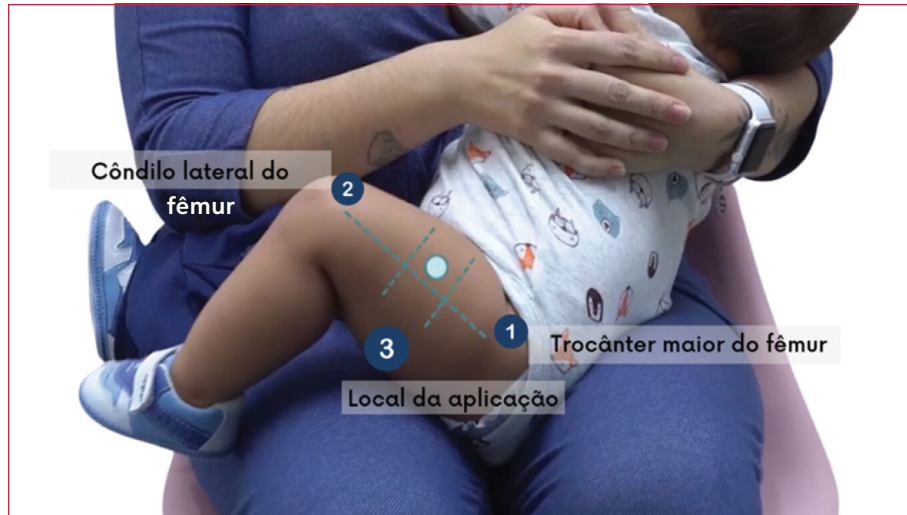 Côndilo lateral do
fêmur
2
1
Trocânter maior do fêmur
3
Local da aplicação